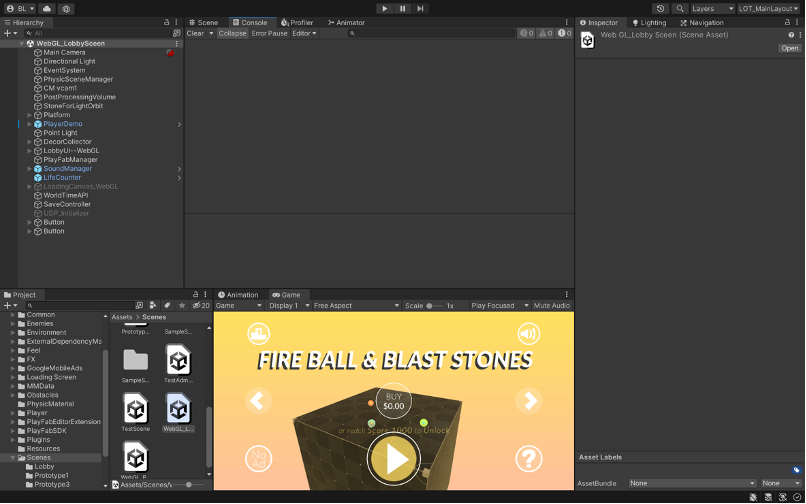 BL
Layers
LOT_MainLayout
Hierarchy
All
WebGL_LobbySceen
Main Camera
Directional Light
EventSystem
PhysicSceneManager
CM vcam1
PostProcessingVolume
StoneForLightOrbit
Platform
PlayerDemo
Point Light
DecorCollector
LobbyUI--WebGL
PlayFabManager
SoundManager
LifeCounter
LoadingCanvas_WebGL
WorldTimeAPI
SaveController
UDP_Initializer
Button
Button
Scene
Console
Profiler
Animator
Clear
Collapse
Error Pause
Editor
0
0
0
Inspector
Lighting
Navigation
Web GL_Lobby Sceen (Scene Asset)
Open
Asset Labels
AssetBundle
None
None
Project
20
Common
Enemies
Environment
ExternalDependencyMa
Feel
FX
GoogleMobileAds
Loading Screen
MMData
Obstacles
PhysicMaterial
Player
PlayFabEditorExtension
PlayFabSDK
Plugins
Resources
Scenes
Lobby
Prototype1
Prototype3
Assets
Scenes
Prototyp...
SampleS...
SampleS...
TestAdm...
TestScene
WebGL_L...
WebGL_P...
Assets/Scenes/
Animation
Game
Game
Display 1
Free Aspect
Scale
1x
Play Focused
Mute Audio
FIRE BALL & BLAST STONES
BUY
$0.00
or reach Score 1000 to Unlock
No
Ad
?